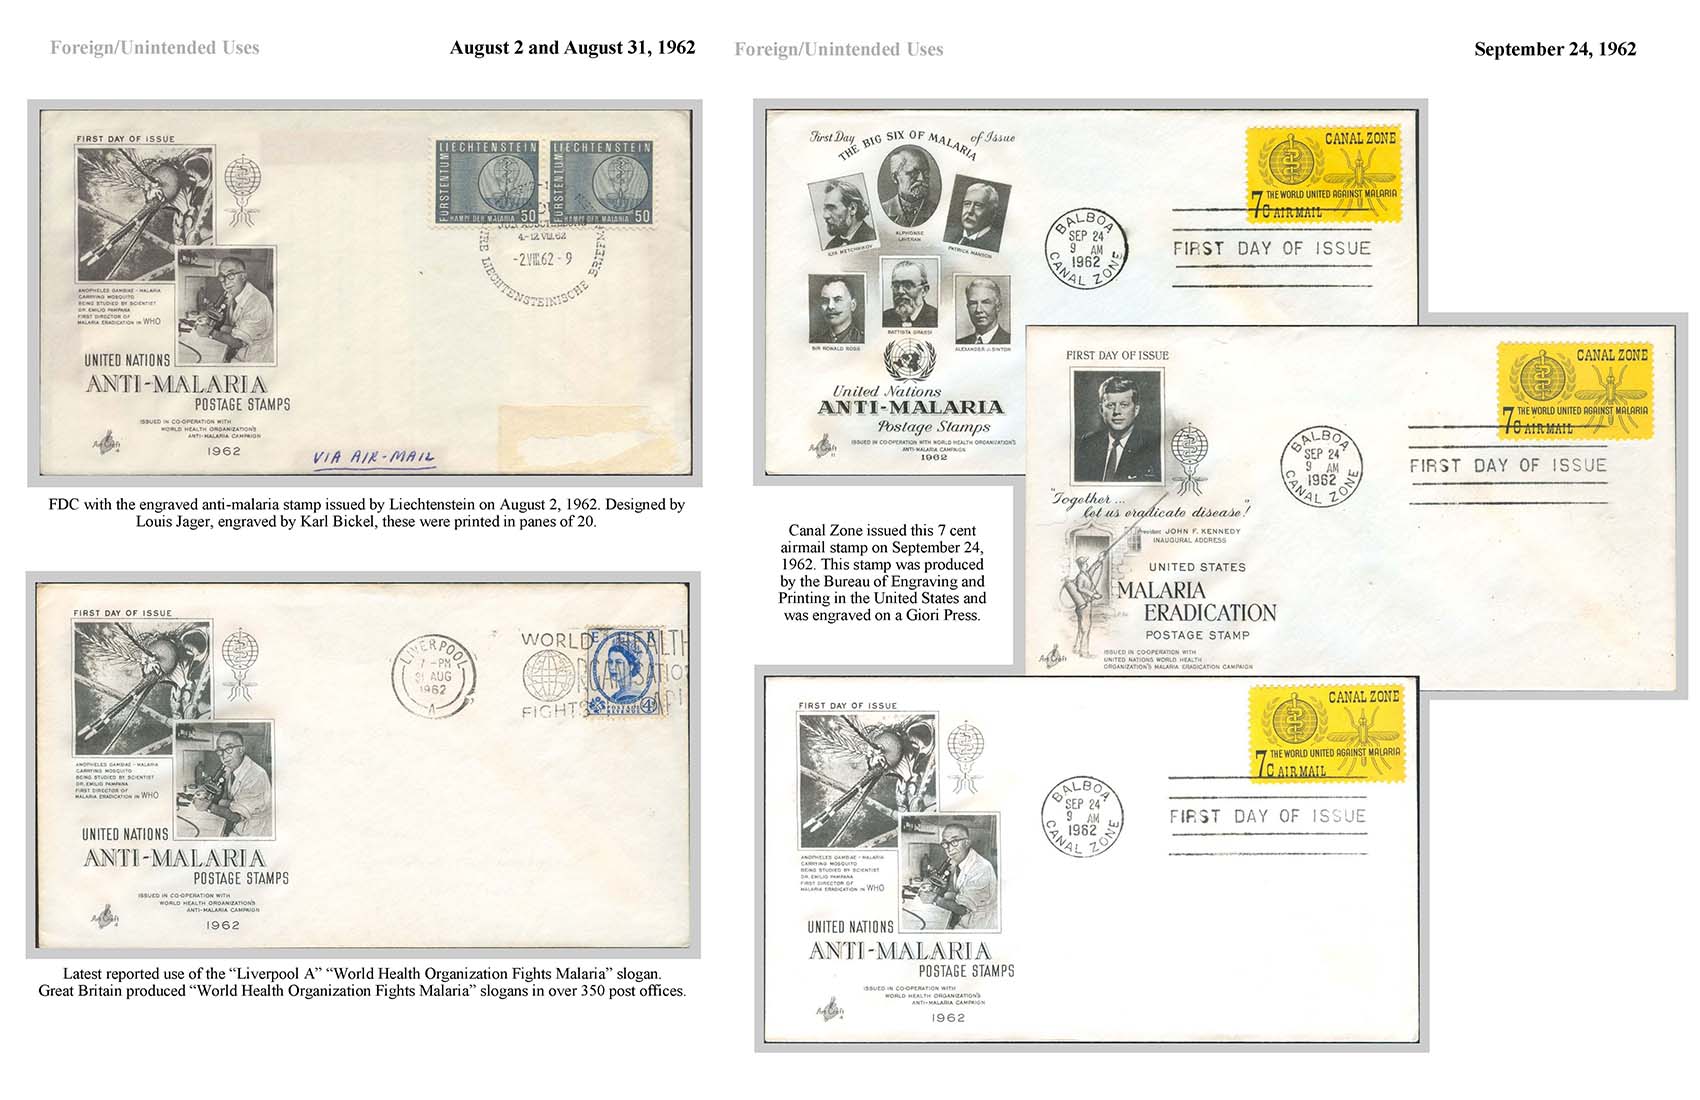 Foreign/Unintended Uses
August 2 and August 31, 1962
FIRST DAY OF ISSUE
ANOPHELES GAMBIAE - MALARIA
CARRYING MOSQUITO
BEING STUDIED BY SCIENTIST
DR. EMILIO PAMPANA
FIRST DIRECTOR OF
MALARIA ERADICATION IN WHO
UNITED NATIONS
ANTI-MALARIA
POSTAGE STAMPS
ISSUED IN CO-OPERATION WITH
WORLD HEALTH ORGANIZATION'S
ANTI-MALARIA CAMPAIGN
1962
Art Craft
VIA AIR-MAIL
FÜRSTENTUM LIECHTENSTEIN
KAMPF DER MALARIA 50
FÜRSTENTUM LIECHTENSTEIN
KAMPF DER MALARIA 50
4.-12.VIII.62
-2.VIII.62-9
LIECHTENSTEINISCHE
FDC with the engraved anti-malaria stamp issued by Liechtenstein on August 2, 1962. Designed by
Louis Jager, engraved by Karl Bickel, these were printed in panes of 20.
FIRST DAY OF ISSUE
ANOPHELES GAMBIAE - MALARIA
CARRYING MOSQUITO
BEING STUDIED BY SCIENTIST
DR. EMILIO PAMPANA
FIRST DIRECTOR OF
MALARIA ERADICATION IN WHO
UNITED NATIONS
ANTI-MALARIA
POSTAGE STAMPS
ISSUED IN CO-OPERATION WITH
WORLD HEALTH ORGANIZATION'S
ANTI-MALARIA CAMPAIGN
1962
Art Craft
LIVERPOOL
7-PM
31 AUG
1962
A
WORLD HEALTH
ORGANISATION
FIGHTS
E R
POSTAGE
REVENUE
4D
Latest reported use of the “Liverpool A” “World Health Organization Fights Malaria” slogan.
Great Britain produced “World Health Organization Fights Malaria” slogans in over 350 post offices.
Foreign/Unintended Uses
September 24, 1962
First Day of Issue
THE BIG SIX OF MALARIA
ILYA METCHNIKOV
ALPHONSE
LAVERAN
PATRICK MANSON
SIR RONALD ROSS
BATTISTA GRASSI
ALEXANDER J. SINTON
United Nations
ANTI-MALARIA
Postage Stamps
ISSUED IN CO-OPERATION WITH WORLD HEALTH ORGANIZATION'S
ANTI-MALARIA CAMPAIGN
1962
Art Craft
BALBOA
SEP 24
9 AM
1962
CANAL ZONE
FIRST DAY OF ISSUE
CANAL ZONE
THE WORLD UNITED AGAINST MALARIA
7C AIRMAIL
FIRST DAY OF ISSUE
"Together ...
let us eradicate disease!"
President JOHN F. KENNEDY
INAUGURAL ADDRESS
UNITED STATES
MALARIA
ERADICATION
POSTAGE STAMP
ISSUED IN CO-OPERATION WITH
UNITED NATIONS WORLD HEALTH
ORGANIZATION'S MALARIA ERADICATION CAMPAIGN
Art Craft
BALBOA
SEP 24
9 AM
1962
CANAL ZONE
FIRST DAY OF ISSUE
CANAL ZONE
THE WORLD UNITED AGAINST MALARIA
7C AIRMAIL
Canal Zone issued this 7 cent
airmail stamp on September 24,
1962. This stamp was produced
by the Bureau of Engraving and
Printing in the United States and
was engraved on a Giori Press.
FIRST DAY OF ISSUE
ANOPHELES GAMBIAE - MALARIA
CARRYING MOSQUITO
BEING STUDIED BY SCIENTIST
DR. EMILIO PAMPANA
FIRST DIRECTOR OF
MALARIA ERADICATION IN WHO
UNITED NATIONS
ANTI-MALARIA
POSTAGE STAMPS
ISSUED IN CO-OPERATION WITH
WORLD HEALTH ORGANIZATION'S
ANTI-MALARIA CAMPAIGN
1962
Art Craft
BALBOA
SEP 24
9 AM
1962
CANAL ZONE
FIRST DAY OF ISSUE
CANAL ZONE
THE WORLD UNITED AGAINST MALARIA
7C AIRMAIL